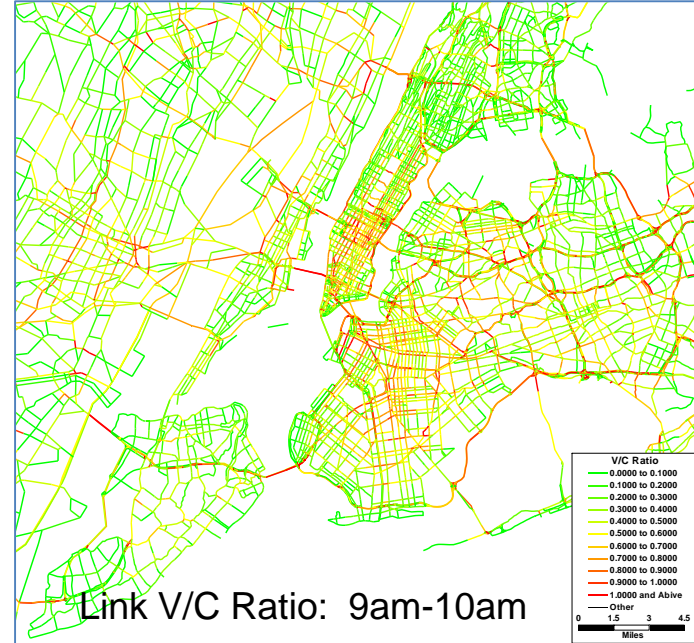 V/C Ratio
0.0000 to 0.1000
0.1000 to 0.2000
0.2000 to 0.3000
0.3000 to 0.4000
0.4000 to 0.5000
0.5000 to 0.6000
0.6000 to 0.7000
0.7000 to 0.8000
0.8000 to 0.9000
0.9000 to 1.0000
1.0000 and Abive
Other
0 1.5 3 4.5
Miles
Link V/C Ratio: 9am-10am